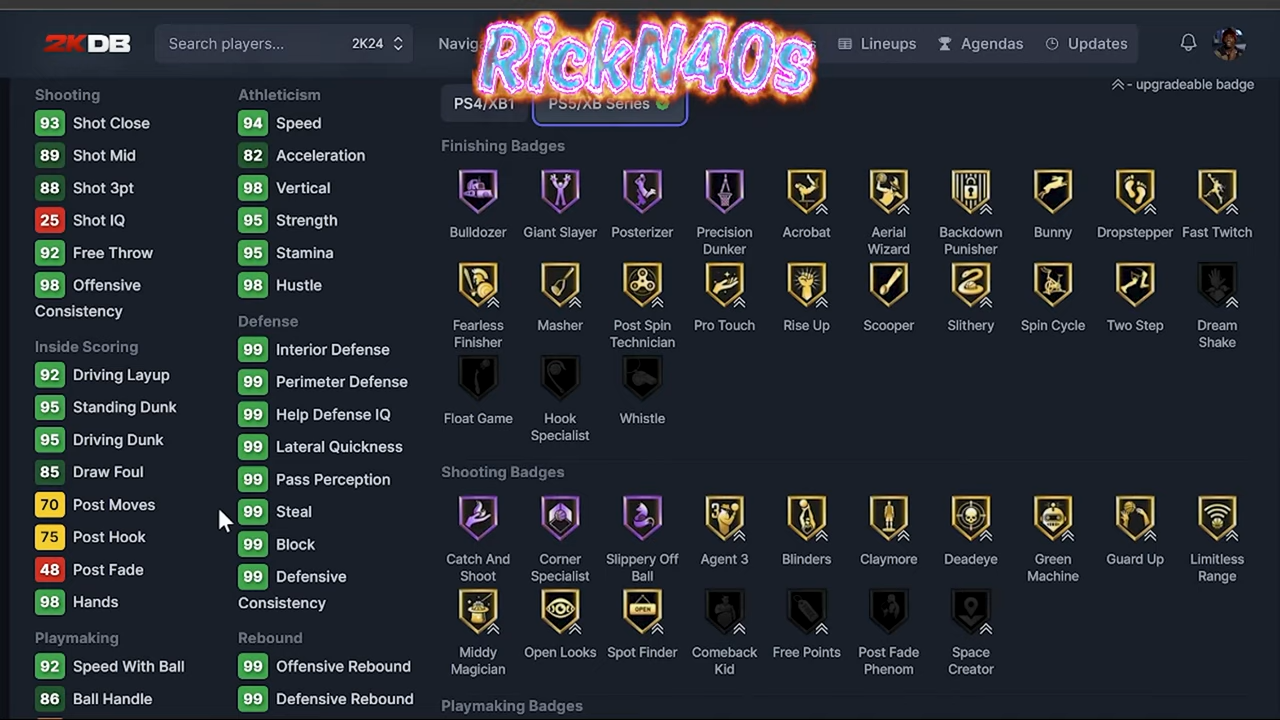 2KDB
Search players...
2K24
Lineups
Agendas
Updates
RickN40s
PS4/XB1
PS5/XB Series
- upgradeable badge
Shooting
93 Shot Close
89 Shot Mid
88 Shot 3pt
25 Shot IQ
92 Free Throw
98 Offensive
Consistency
Inside Scoring
92 Driving Layup
95 Standing Dunk
95 Driving Dunk
85 Draw Foul
70 Post Moves
75 Post Hook
48 Post Fade
98 Hands
Playmaking
92 Speed With Ball
86 Ball Handle
Athleticism
94 Speed
82 Acceleration
98 Vertical
95 Strength
95 Stamina
98 Hustle
Defense
99 Interior Defense
99 Perimeter Defense
99 Help Defense IQ
99 Lateral Quickness
99 Pass Perception
99 Steal
99 Block
99 Defensive
Consistency
Rebound
99 Offensive Rebound
99 Defensive Rebound
Finishing Badges
Bulldozer
Giant Slayer
Posterizer
Precision
Dunker
Acrobat
Aerial
Wizard
Backdown
Punisher
Bunny
Dropstepper
Fast Twitch
Fearless
Finisher
Masher
Post Spin
Technician
Pro Touch
Rise Up
Scooper
Slithery
Spin Cycle
Two Step
Dream
Shake
Float Game
Hook
Specialist
Whistle
Shooting Badges
Catch And
Shoot
Corner
Specialist
Slippery Off
Ball
3
Agent 3
Blinders
Claymore
Deadeye
Green
Machine
Guard Up
Limitless
Range
Middy
Magician
Open Looks
OPEN
Spot Finder
Comeback
Kid
Free Points
Post Fade
Phenom
Space
Creator
Playmaking Badges